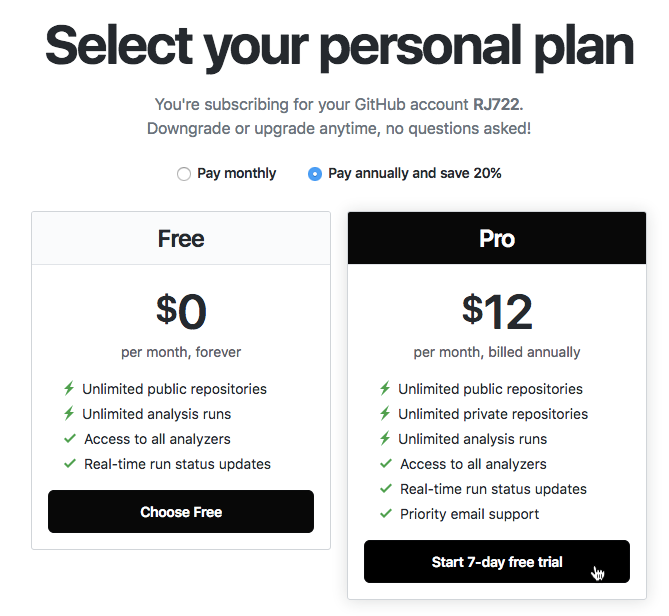 Select your personal plan
You're subscribing for your GitHub account RJ722.
Downgrade or upgrade anytime, no questions asked!
Pay monthly
Pay annually and save 20%
Free
$0
per month, forever
Unlimited public repositories
Unlimited analysis runs
Access to all analyzers
Real-time run status updates
Choose Free
Pro
$12
per month, billed annually
Unlimited public repositories
Unlimited private repositories
Unlimited analysis runs
Access to all analyzers
Real-time run status updates
Priority email support
Start 7-day free trial